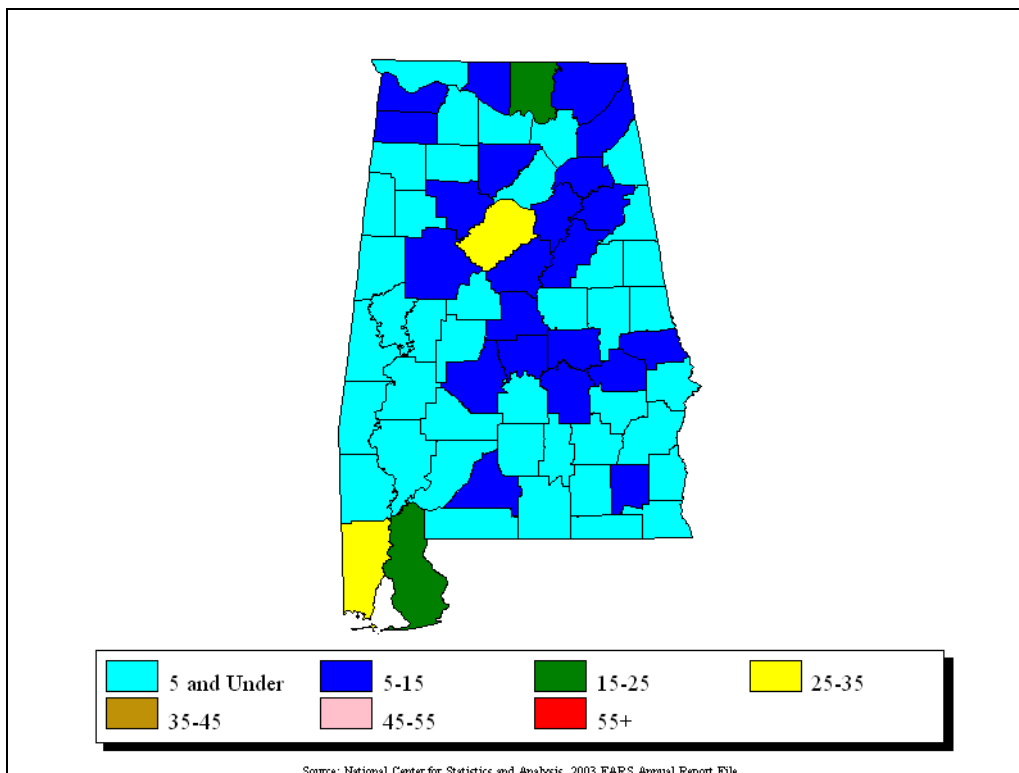 5 and Under 5-15 15-25 25-35
35-45 45-55 55+
Source: National Center for Statistics and Analysis, 2003 FARS Annual Report File